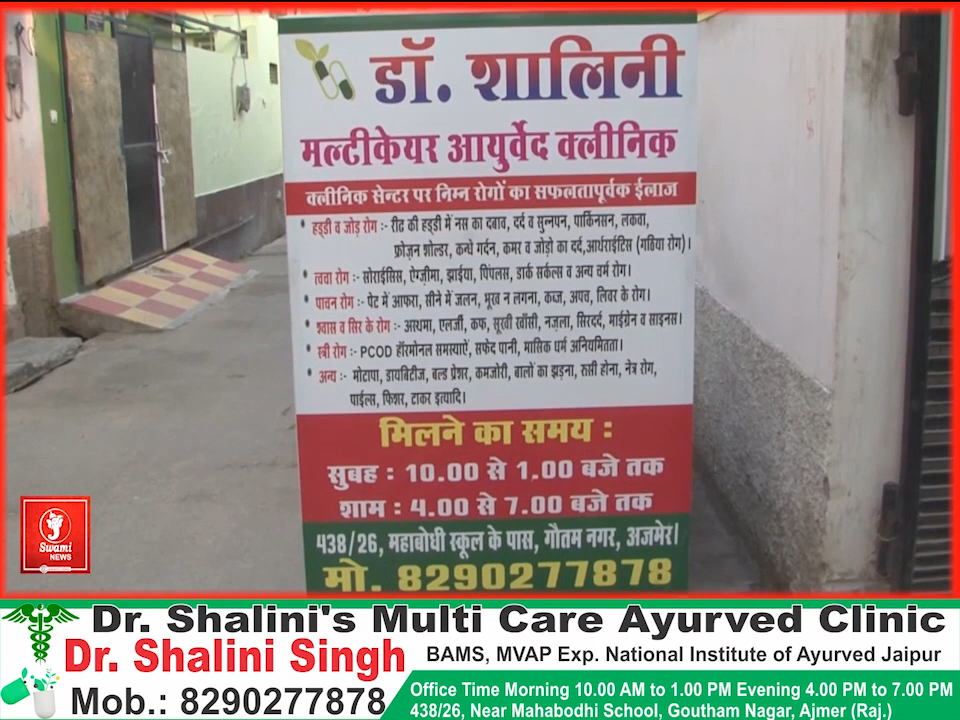 डॉ. शालिनी
मल्टीकेयर आयुर्वेद क्लीनिक
क्लीनिक सेन्टर पर निम्न रोगों का सफलतापूर्वक ईलाज
* हड्डी व जोड़ रोग :- रीढ की हड्डी में नस का दबाव, दर्द व सुन्नपन, पार्किनसन, लकवा,
फ्रोज़न शोल्डर, कन्धे गर्दन, कमर व जोड़ो का दर्द,आर्थराईटिस (गठिया रोग)।
* त्वचा रोग :- सोराईसिस, ऐग्ज़ीमा, झाईया, पिंपलस, डार्क सर्कल्स व अन्य चर्म रोग।
* पाचन रोग :- पेट में आफरा, सीने में जलन, भूख न लगना, कब्ज, अपच, लिवर के रोग।
* श्वास व सिर के रोग :- अस्थमा, एलर्जी, कफ, सूखी खाँसी, नज़ला, सिरदर्द, माईग्रेन व साइनस।
* स्त्री रोग :- PCOD हॉरमोनल समस्याऐं, सफेद पानी, मासिक धर्म अनियमितता।
* अन्य :- मोटापा, डायबिटीज, बल्ड प्रेशर, कमजोरी, बालों का झड़ना, रूसी होना, नेत्र रोग,
पाईल्स, फिशर, टाकर इत्यादि।
मिलने का समय :
सुबह : 10.00 से 1.00 बजे तक
शाम : 4.00 से 7.00 बजे तक
438/26, महाबोधी स्कूल के पास, गौतम नगर, अजमेर।
मो. 8290277878
Swami
NEWS
Dr. Shalini's Multi Care Ayurved Clinic
Dr. Shalini Singh
BAMS, MVAP Exp. National Institute of Ayurved Jaipur
Mob.: 8290277878
Office Time Morning 10.00 AM to 1.00 PM Evening 4.00 PM to 7.00 PM
438/26, Near Mahabodhi School, Goutham Nagar, Ajmer (Raj.)